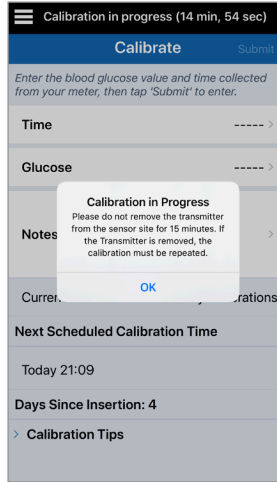 Calibration in progress (14 min, 54 sec)
Calibrate
Submit
Enter the blood glucose value and time collected
from your meter, then tap 'Submit' to enter.
Time
----- >
Glucose
----- >
Calibration in Progress
Please do not remove the transmitter
from the sensor site for 15 minutes. If
the Transmitter is removed, the
calibration must be repeated.
OK
Notes
>
Next Scheduled Calibration Time
Today 21:09
Days Since Insertion: 4
> Calibration Tips